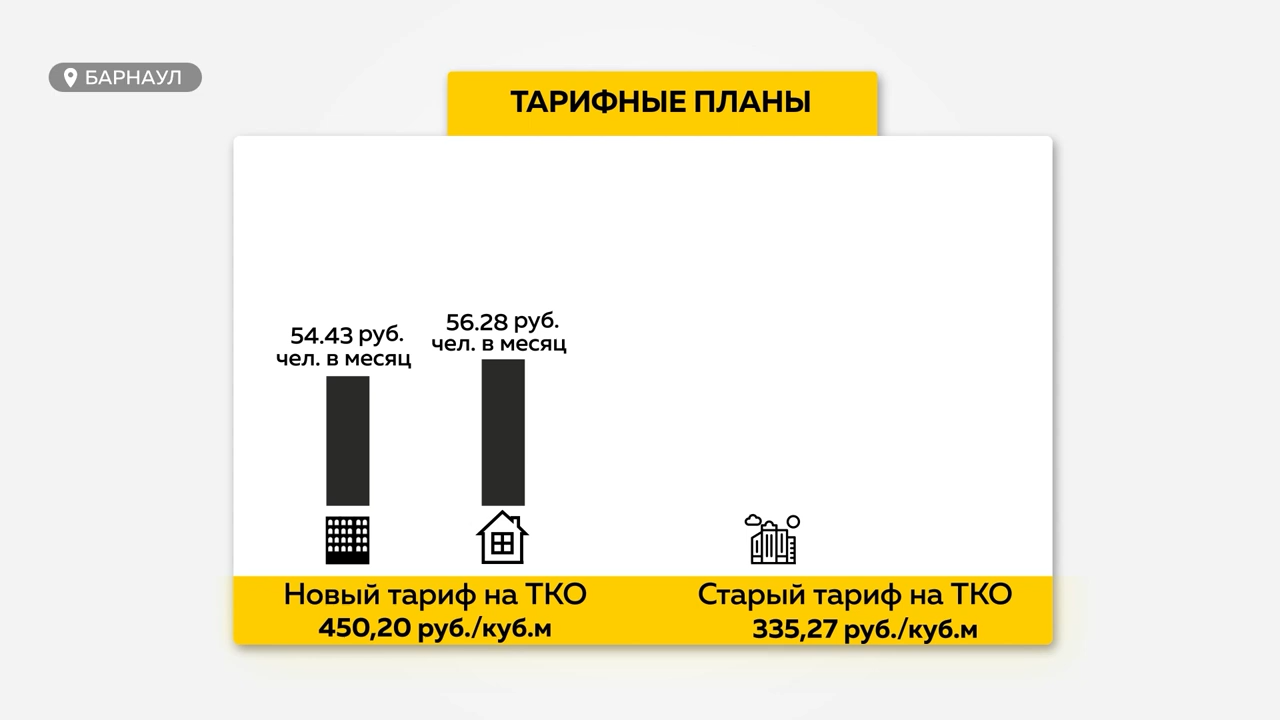 БАРНАУЛ
ТАРИФНЫЕ ПЛАНЫ
54.43 руб.
чел. в месяц
56.28 руб.
чел. в месяц
Новый тариф на ТКО
450,20 руб./куб.м
Старый тариф на ТКО
335,27 руб./куб.м